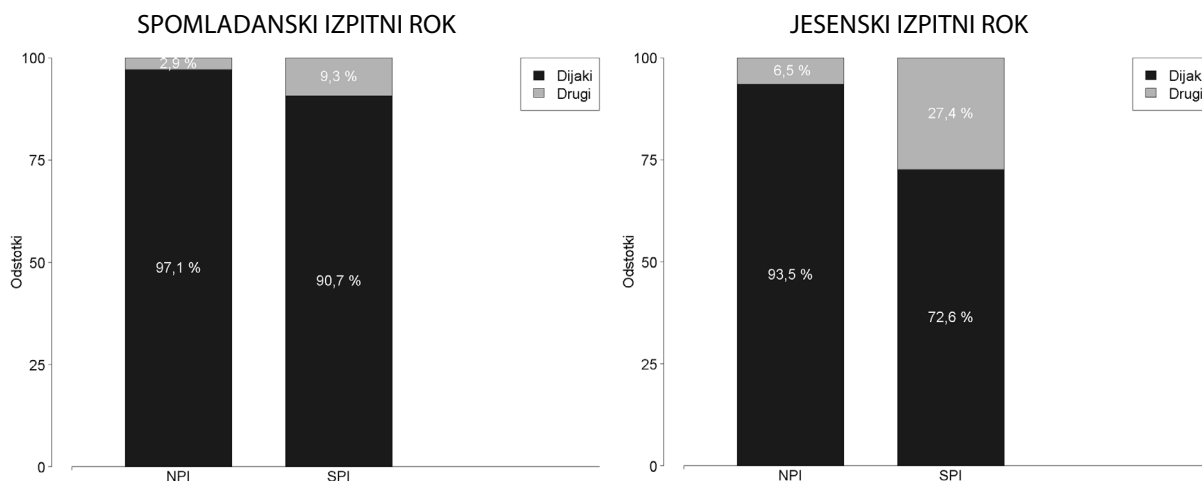 SPOMLADANSKI IZPITNI ROK
100
75
50
25
0
Odstotki
2,9 %
97,1 %
9,3 %
90,7 %
NPI
SPI
Dijaki
Drugi
JESENSKI IZPITNI ROK
100
75
50
25
0
Odstotki
6,5 %
93,5 %
27,4 %
72,6 %
NPI
SPI
Dijaki
Drugi